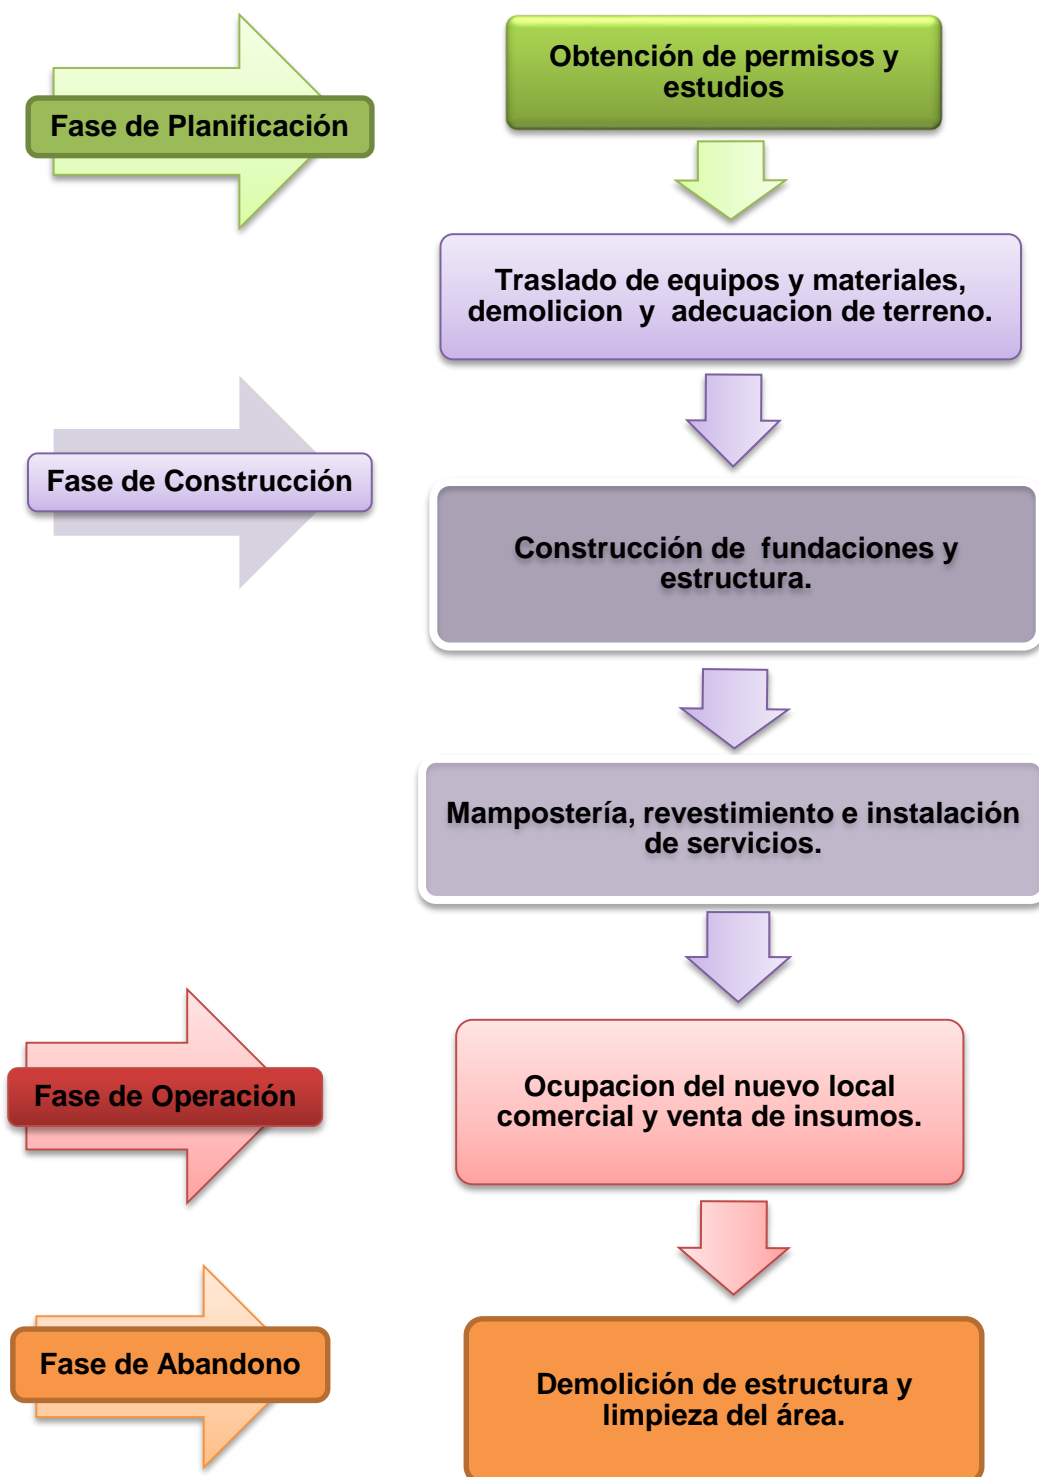 Obtención de permisos y
estudios
Fase de Planificación
Traslado de equipos y materiales,
demolicion y adecuacion de terreno.
Fase de Construcción
Construcción de fundaciones y
estructura.
Mampostería, revestimiento e instalación
de servicios.
Fase de Operación
Ocupacion del nuevo local
comercial y venta de insumos.
Fase de Abandono
Demolición de estructura y
limpieza del área.